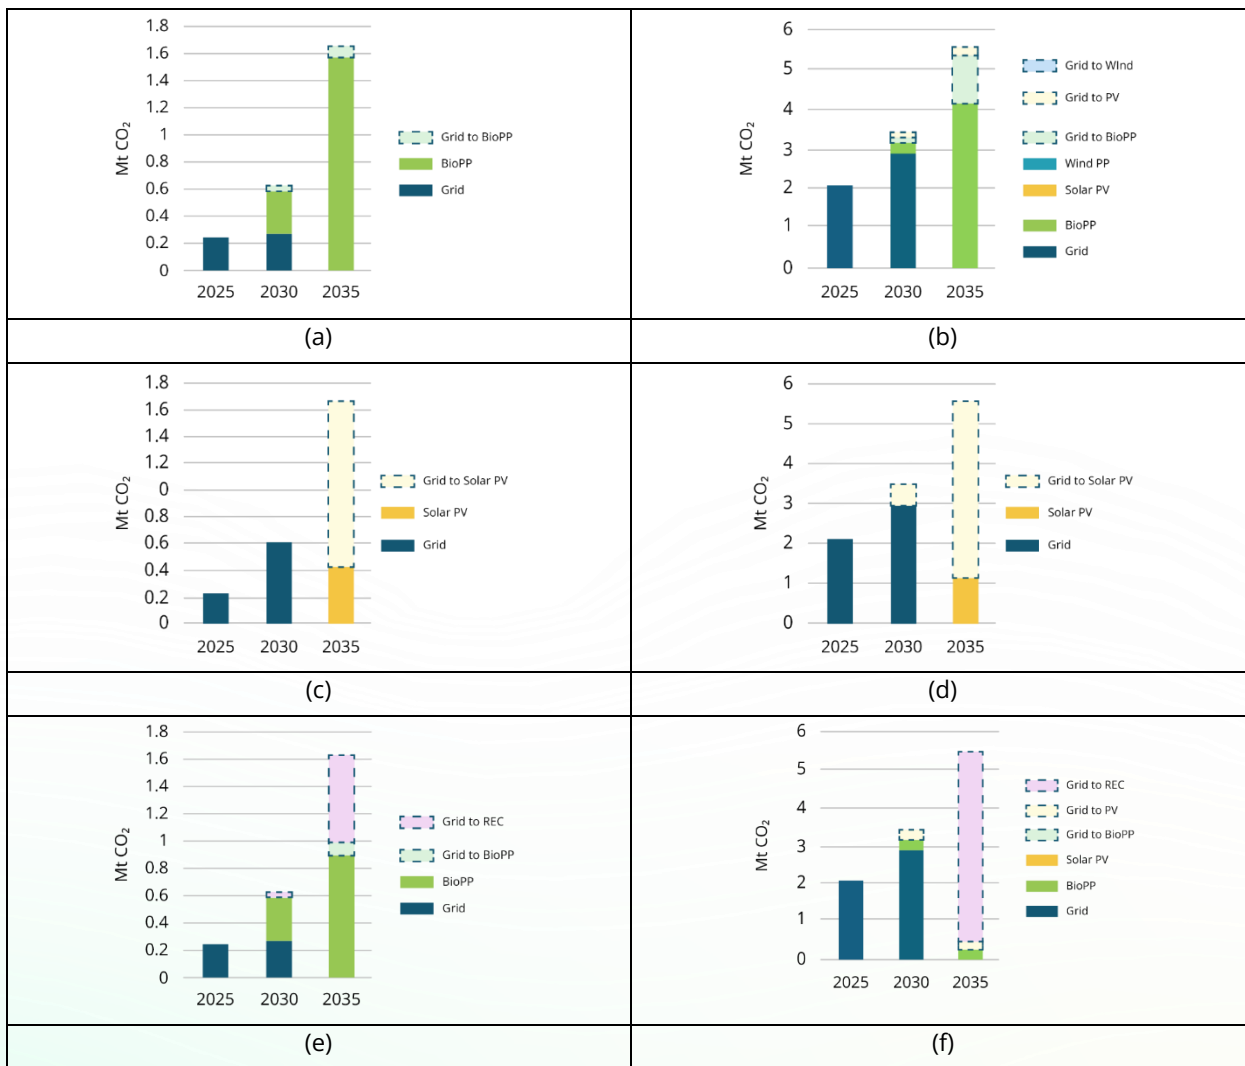 1.8
1.6
1.4
1.2
1
0.8
0.6
0.4
0.2
0
Mt CO₂
2025 2030 2035
Grid to BioPP
BioPP
Grid
6
5
4
3
2
1
0
Mt CO₂
2025 2030 2035
Grid to WInd
Grid to PV
Grid to BioPP
Wind PP
Solar PV
BioPP
Grid
(a)
(b)
1.8
1.6
1.4
1.2
0
0.8
0.6
0.4
0.2
0
Mt CO₂
2025 2030 2035
Grid to Solar PV
Solar PV
Grid
6
5
4
3
2
1
0
Mt CO₂
2025 2030 2035
Grid to Solar PV
Solar PV
Grid
(c)
(d)
1.8
1.6
1.4
1.2
1
0.8
0.6
0.4
0.2
0
Mt CO₂
2025 2030 2035
Grid to REC
Grid to BioPP
BioPP
Grid
6
5
4
3
2
1
0
Mt CO₂
2025 2030 2035
Grid to REC
Grid to PV
Grid to BioPP
Solar PV
BioPP
Grid
(e)
(f)